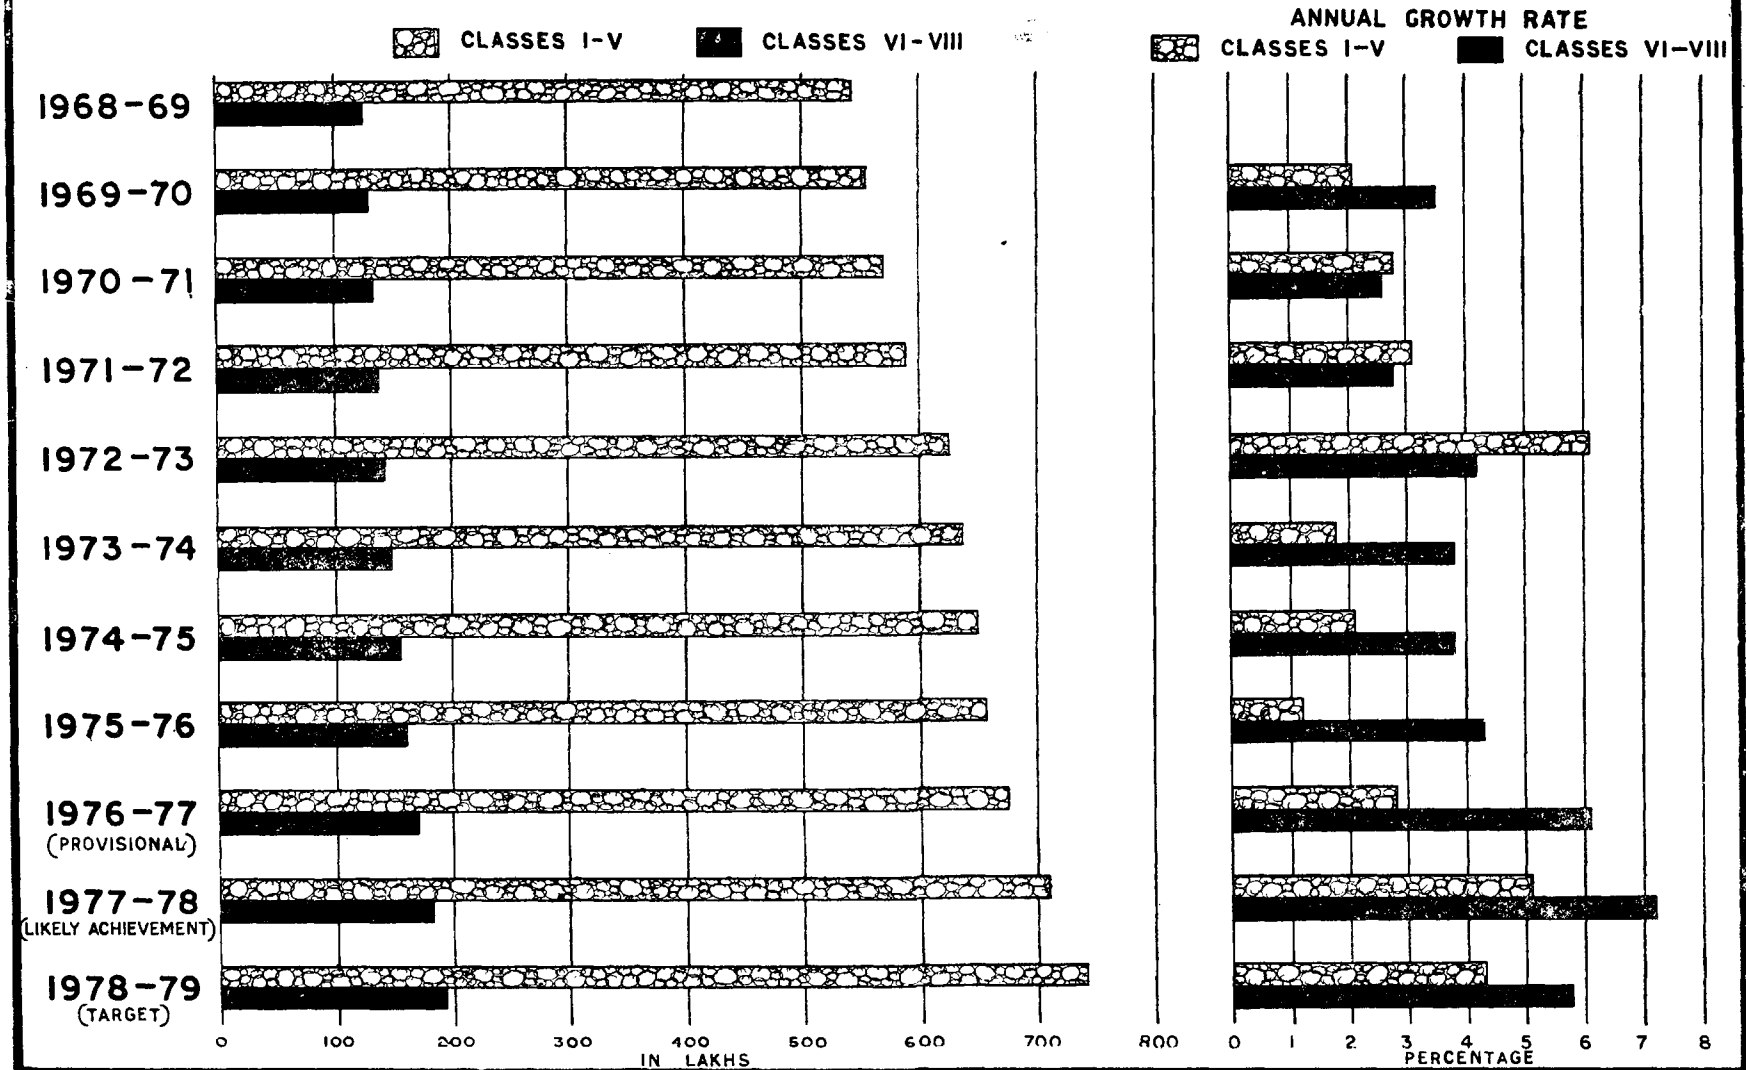 ANNUAL GROWTH RATE
CLASSES I-V
CLASSES VI-VIII
CLASSES I-V
CLASSES VI-VIII
1968-69
1969-70
1970-71
1971-72
1972-73
1973-74
1974-75
1975-76
1976-77
(PROVISIONAL)
1977-78
(LIKELY ACHIEVEMENT)
1978-79
(TARGET)
0 100 200 300 400 500 600 700 800
IN LAKHS
0 1 2 3 4 5 6 7 8
PERCENTAGE